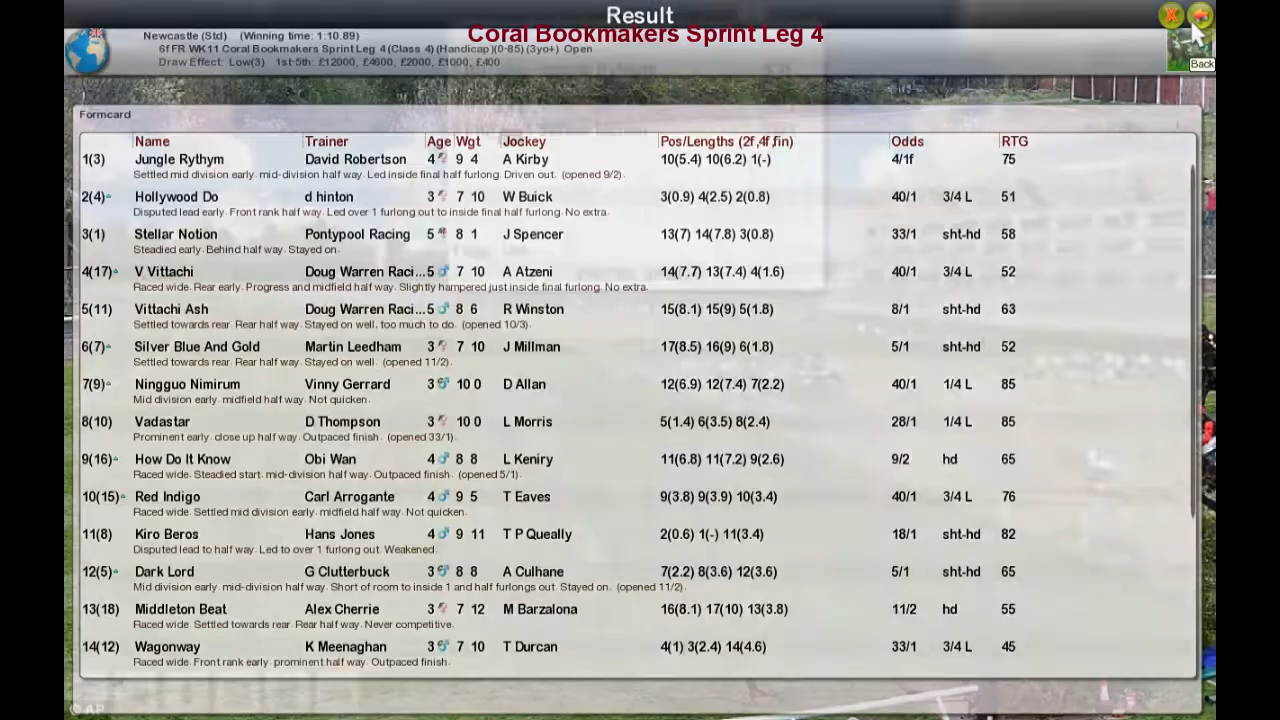 Result
Coral Bookmakers Sprint Leg 4
Newcastle (Std) (Winning time: 1:10.89)
6f FR WK11 Coral Bookmakers Sprint Leg 4 (Class 4) (Handicap) (0-85) (3yo+) Open
Draw Effect: Low(3) 1st-5th: £12000, £4600, £2000, £1000, £400
Back
Formcard
Name Trainer Age Wgt Jockey Pos/Lengths (2f,4f,fin) Odds RTG
1(3) Jungle Rythym David Robertson 4 9 4 A Kirby 10(5.4) 10(6.2) 1(-) 4/1f 75
Settled mid division early. mid-division half way. Led inside final half furlong. Driven out. (opened 9/2).
2(4) Hollywood Do d hinton 3 7 10 W Buick 3(0.9) 4(2.5) 2(0.8) 40/1 3/4 L 51
Disputed lead early. Front rank half way. Led over 1 furlong out to inside final half furlong. No extra.
3(1) Stellar Notion Pontypool Racing 5 8 1 J Spencer 13(7) 14(7.8) 3(0.8) 33/1 sht-hd 58
Steadied early. Behind half way. Stayed on.
4(17) V Vittachi Doug Warren Raci... 5 7 10 A Atzeni 14(7.7) 13(7.4) 4(1.6) 40/1 3/4 L 52
Raced wide. Rear early. Progress and midfield half way. Slightly hampered just inside final furlong. No extra.
5(11) Vittachi Ash Doug Warren Raci... 5 8 6 R Winston 15(8.1) 15(9) 5(1.8) 8/1 sht-hd 63
Settled towards rear. Rear half way. Stayed on well, too much to do. (opened 10/3).
6(7) Silver Blue And Gold Martin Leedham 3 7 10 J Millman 17(8.5) 16(9) 6(1.8) 5/1 sht-hd 52
Settled towards rear. Rear half way. Stayed on well. (opened 11/2).
7(9) Ningguo Nimirum Vinny Gerrard 3 10 0 D Allan 12(6.9) 12(7.4) 7(2.2) 40/1 1/4 L 85
Mid division early. midfield half way. Not quicken.
8(10) Vadastar D Thompson 3 10 0 L Morris 5(1.4) 6(3.5) 8(2.4) 28/1 1/4 L 85
Prominent early. close up half way. Outpaced finish. (opened 33/1).
9(16) How Do It Know Obi Wan 4 8 8 L Keniry 11(6.8) 11(7.2) 9(2.6) 9/2 hd 65
Raced wide. Steadied start. mid-division half way. Outpaced finish. (opened 5/1).
10(15) Red Indigo Carl Arrogante 4 9 5 T Eaves 9(3.8) 9(3.9) 10(3.4) 40/1 3/4 L 76
Raced wide. Settled mid division early. midfield half way. Not quicken.
11(8) Kiro Beros Hans Jones 4 9 11 T P Queally 2(0.6) 1(-) 11(3.4) 18/1 sht-hd 82
Disputed lead to half way. Led to over 1 furlong out. Weakened.
12(5) Dark Lord G Clutterbuck 3 8 8 A Culhane 7(2.2) 8(3.6) 12(3.6) 5/1 sht-hd 65
Mid division early. mid-division half way. Short of room to inside 1 and half furlongs out. Stayed on. (opened 11/2)
13(18) Middleton Beat Alex Cherrie 3 7 12 M Barzalona 16(8.1) 17(10) 13(3.8) 11/2 hd 55
Raced wide. Settled towards rear. Rear half way. Never competitive.
14(12) Wagonway K Meenaghan 3 7 10 T Durcan 4(1) 3(2.4) 14(4.6) 33/1 3/4 L 45
Raced wide. Front rank early. prominent half way. Outpaced finish.
© AP